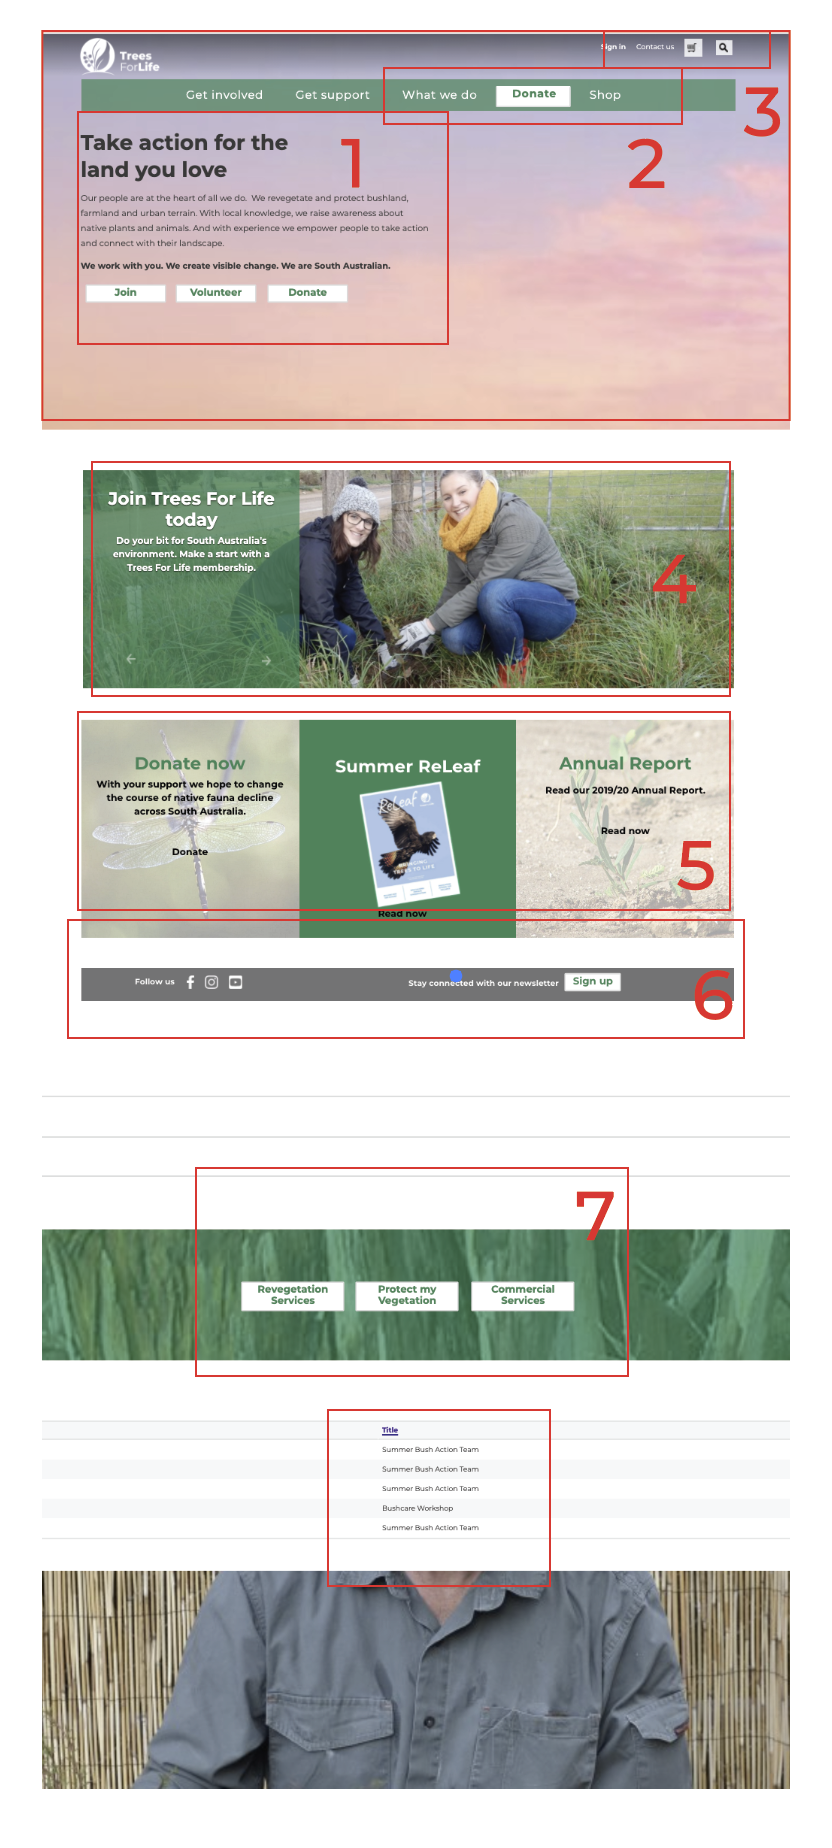 Trees
ForLife
Sign in Contact us
Get involved Get support What we do Donate Shop
3
Take action for the
land you love
1
2
Our people are at the heart of all we do. We revegetate and protect bushland,
farmland and urban terrain. With local knowledge, we raise awareness about
native plants and animals. And with experience we empower people to take action
and connect with their landscape.
We work with you. We create visible change. We are South Australian.
Join Volunteer Donate
Join Trees For Life
today
Do your bit for South Australia's
environment. Make a start with a
Trees For Life membership.
4
Donate now
With your support we hope to change
the course of native fauna decline
across South Australia.
Donate
Summer ReLeaf
ReLeaf
BRINGING
TREES TO LIFE
Read now
Annual Report
Read our 2019/20 Annual Report.
Read now
5
Follow us
Stay connected with our newsletter Sign up
6
7
Revegetation
Services
Protect my
Vegetation
Commercial
Services
Title
Summer Bush Action Team
Summer Bush Action Team
Summer Bush Action Team
Bushcare Workshop
Summer Bush Action Team